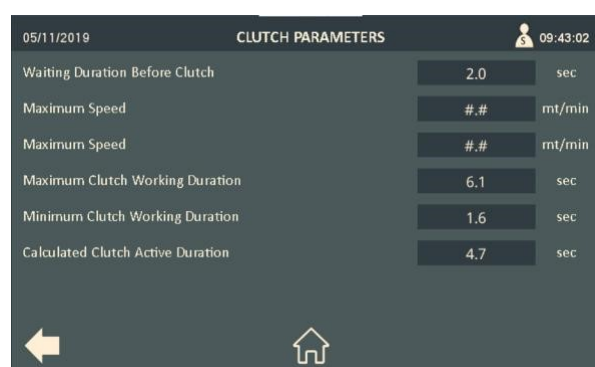 05/11/2019 CLUTCH PARAMETERS S 09:43:02
Waiting Duration Before Clutch 2.0 sec
Maximum Speed #.# mt/min
Maximum Speed #.# mt/min
Maximum Clutch Working Duration 6.1 sec
Minimum Clutch Working Duration 1.6 sec
Calculated Clutch Active Duration 4.7 sec